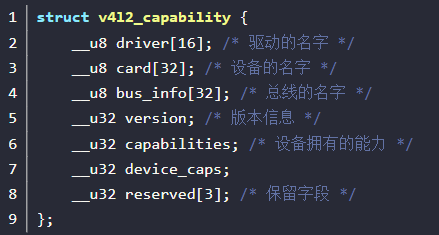 1 struct v4l2_capability {
2 __u8 driver[16]; /* 驱动的名字 */
3 __u8 card[32]; /* 设备的名字 */
4 __u8 bus_info[32]; /* 总线的名字 */
5 __u32 version; /* 版本信息 */
6 __u32 capabilities; /* 设备拥有的能力 */
7 __u32 device_caps;
8 __u32 reserved[3]; /* 保留字段 */
9 };